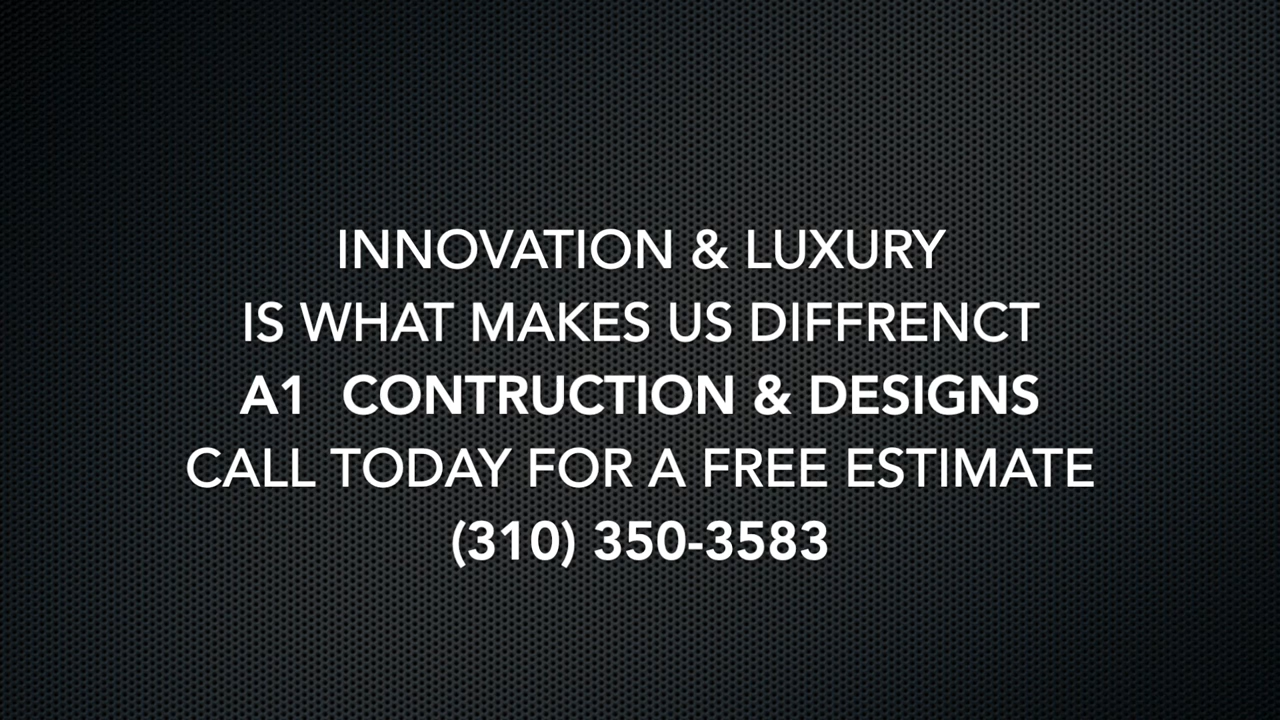 INNOVATION & LUXURY
IS WHAT MAKES US DIFFRENCT
A1  CONTRUCTION & DESIGNS
CALL TODAY FOR A FREE ESTIMATE
(310) 350-3583